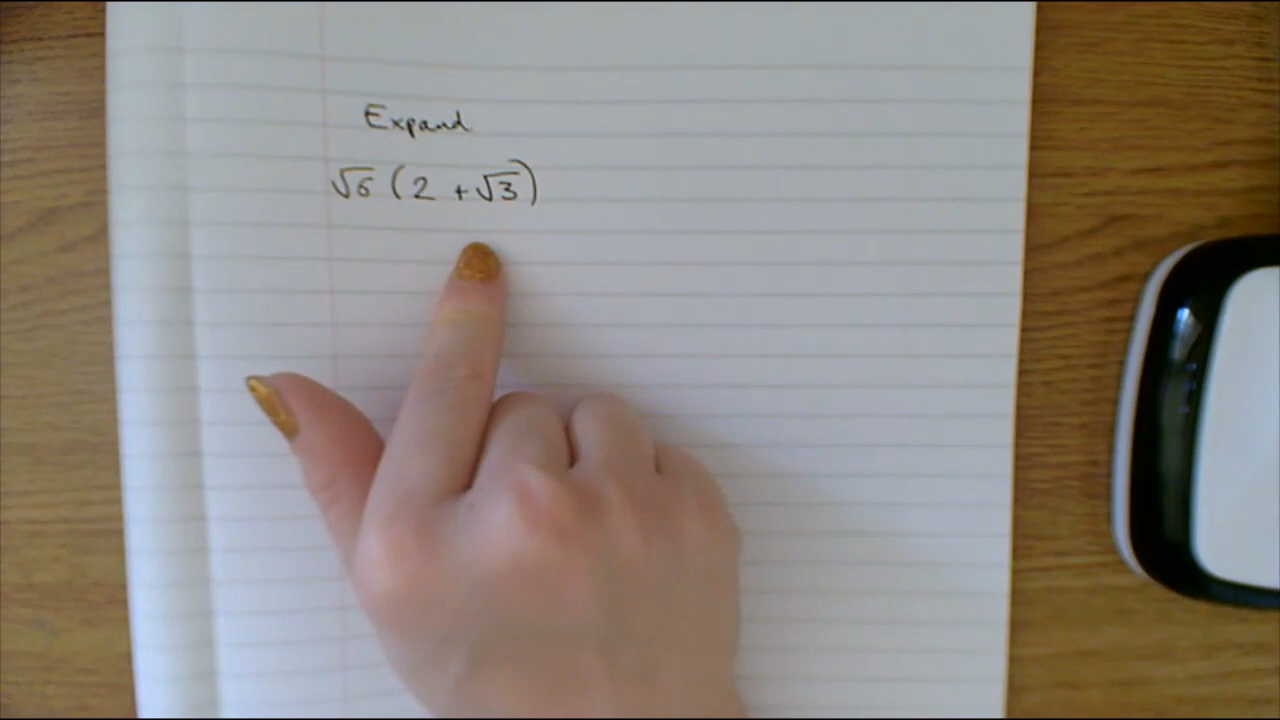 Expand
√6 (2 + √3)